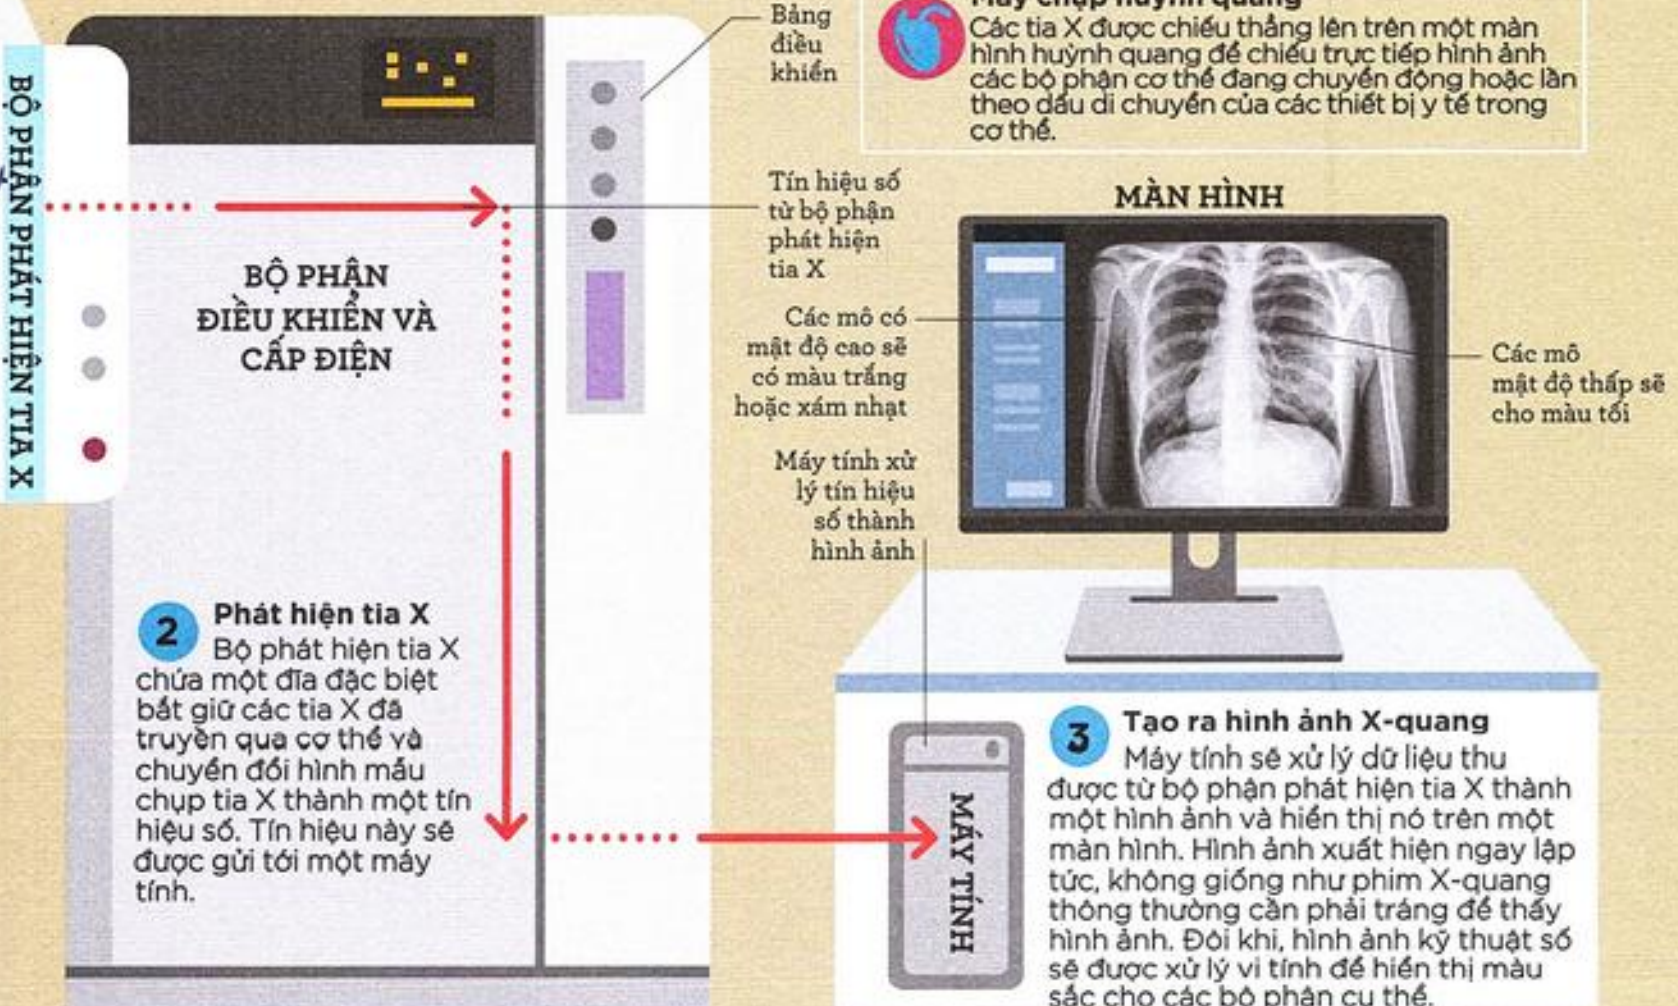 BỘ PHẬN PHÁT HIỆN TIA X
Bảng
điều
khiển
Máy chụp huỳnh quang
Các tia X được chiếu thẳng lên trên một màn
hình huỳnh quang để chiếu trực tiếp hình ảnh
các bộ phận cơ thể đang chuyển động hoặc lần
theo dấu di chuyển của các thiết bị y tế trong
cơ thể.
Tín hiệu số
từ bộ phận
phát hiện
tia X
BỘ PHẬN
ĐIỀU KHIỂN VÀ
CẤP ĐIỆN
MÀN HÌNH
Các mô có
mật độ cao sẽ
có màu trắng
hoặc xám nhạt
Các mô
mật độ thấp sẽ
cho màu tối
Máy tính xử
lý tín hiệu
số thành
hình ảnh
2 Phát hiện tia X
Bộ phát hiện tia X
chứa một đĩa đặc biệt
bắt giữ các tia X đã
truyền qua cơ thể và
chuyển đổi hình mẫu
chụp tia X thành một tín
hiệu số. Tín hiệu này sẽ
được gửi tới một máy
tính.
MÁY TÍNH
3 Tạo ra hình ảnh X-quang
Máy tính sẽ xử lý dữ liệu thu
được từ bộ phận phát hiện tia X thành
một hình ảnh và hiển thị nó trên một
màn hình. Hình ảnh xuất hiện ngay lập
tức, không giống như phim X-quang
thông thường cần phải tráng để thấy
hình ảnh. Đôi khi, hình ảnh kỹ thuật số
sẽ được xử lý vi tính để hiển thị màu
sắc cho các bộ phận cụ thể.